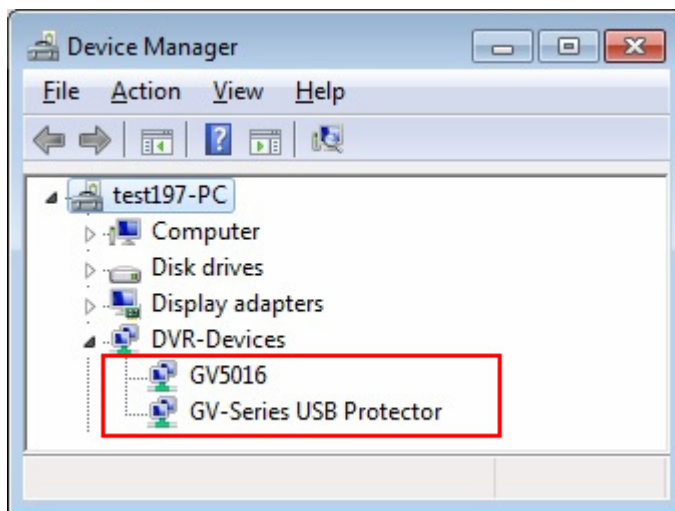 Device Manager
File Action View Help
test197-PC
Computer
Disk drives
Display adapters
DVR-Devices
GV5016
GV-Series USB Protector